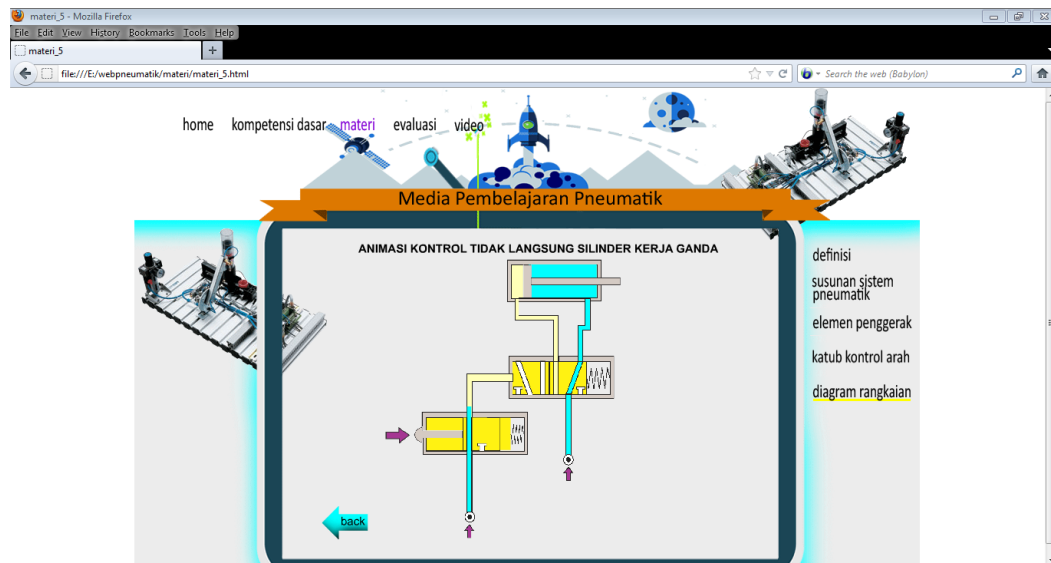 materi_5 - Mozilla Firefox
File Edit View History Bookmarks Tools Help
materi_5
file:///E:/webpneumatik/materi/materi_5.html
Search the web (Babylon)
home kompetensi dasar materi evaluasi video
Media Pembelajaran Pneumatik
ANIMASI KONTROL TIDAK LANGSUNG SILINDER KERJA GANDA
definisi
susunan sistem
pneumatik
elemen penggerak
katub kontrol arah
diagram rangkaian
back